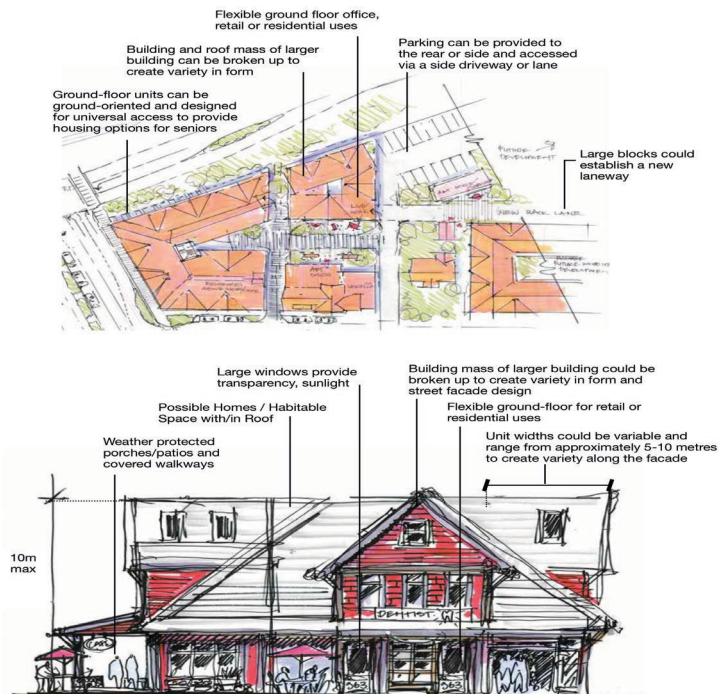 Flexible ground floor office,
retail or residential uses
Building and roof mass of larger
building can be broken up to
create variety in form
Parking can be provided to
the rear or side and accessed
via a side driveway or lane
Ground-floor units can be
ground-oriented and designed
for universal access to provide
housing options for seniors
Large blocks could
establish a new
laneway
FUTURE
DEVELOPMENT
NEW BACK LANE
Large windows provide
transparency, sunlight
Building mass of larger building could be
broken up to create variety in form and
street facade design
Possible Homes / Habitable
Space with/in Roof
Flexible ground-floor for retail or
residential uses
Weather protected
porches/patios and
covered walkways
Unit widths could be variable and
range from approximately 5-10 metres
to create variety along the facade
10m
max
DENTIST
363
363